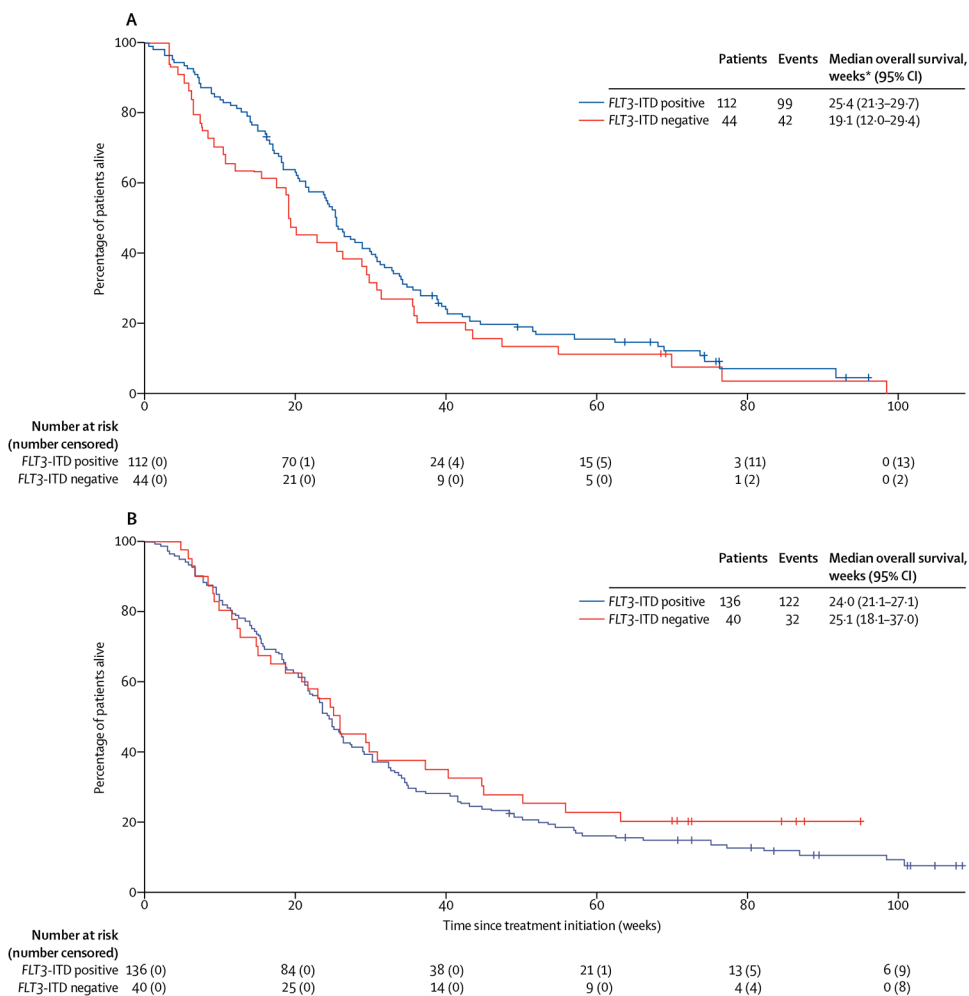 A
Patients Events Median overall survival,
weeks* (95% CI)
FLT3-ITD positive 112 99 25·4 (21·3–29·7)
FLT3-ITD negative 44 42 19·1 (12·0–29·4)
Percentage of patients alive
100
80
60
40
20
0
0 20 40 60 80 100
Number at risk
(number censored)
FLT3-ITD positive 112 (0) 70 (1) 24 (4) 15 (5) 3 (11) 0 (13)
FLT3-ITD negative 44 (0) 21 (0) 9 (0) 5 (0) 1 (2) 0 (2)
B
Patients Events Median overall survival,
weeks (95% CI)
FLT3-ITD positive 136 122 24·0 (21·1–27·1)
FLT3-ITD negative 40 32 25·1 (18·1–37·0)
Percentage of patients alive
100
80
60
40
20
0
0 20 40 60 80 100
Time since treatment initiation (weeks)
Number at risk
(number censored)
FLT3-ITD positive 136 (0) 84 (0) 38 (0) 21 (1) 13 (5) 6 (9)
FLT3-ITD negative 40 (0) 25 (0) 14 (0) 9 (0) 4 (4) 0 (8)